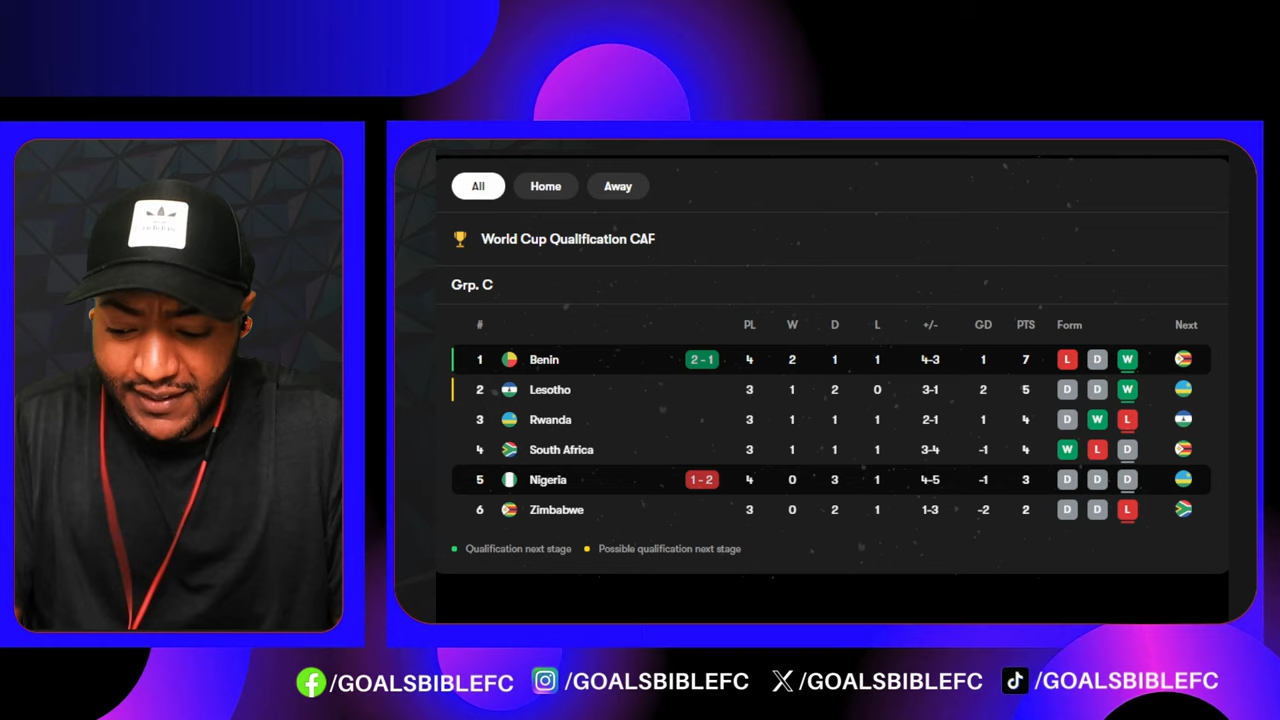 All Home Away
World Cup Qualification CAF
Grp. C
# PL W D L +/- GD PTS Form Next
1 Benin 2 - 1 4 2 1 1 4-3 1 7 L D W
2 Lesotho 3 1 2 0 3-1 2 5 D D W
3 Rwanda 3 1 1 1 2-1 1 4 D W L
4 South Africa 3 1 1 1 3-4 -1 4 W L D
5 Nigeria 1 - 2 4 0 3 1 4-5 -1 3 D D D
6 Zimbabwe 3 0 2 1 1-3 -2 2 D D L
Qualification next stage Possible qualification next stage
/GOALSBIBLEFC /GOALSBIBLEFC /GOALSBIBLEFC /GOALSBIBLEFC